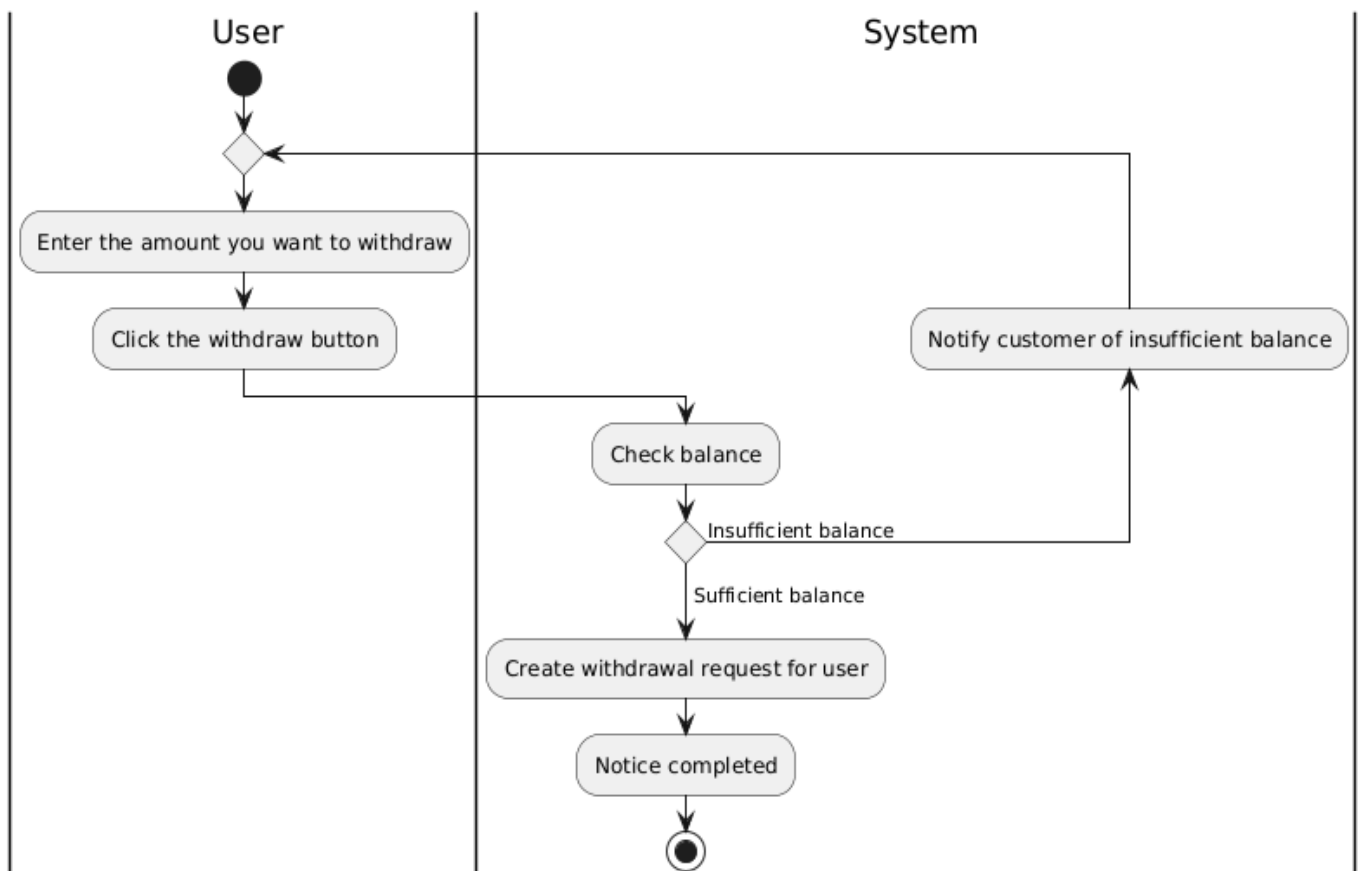 User
System
Enter the amount you want to withdraw
Click the withdraw button
Notify customer of insufficient balance
Check balance
Insufficient balance
Sufficient balance
Create withdrawal request for user
Notice completed